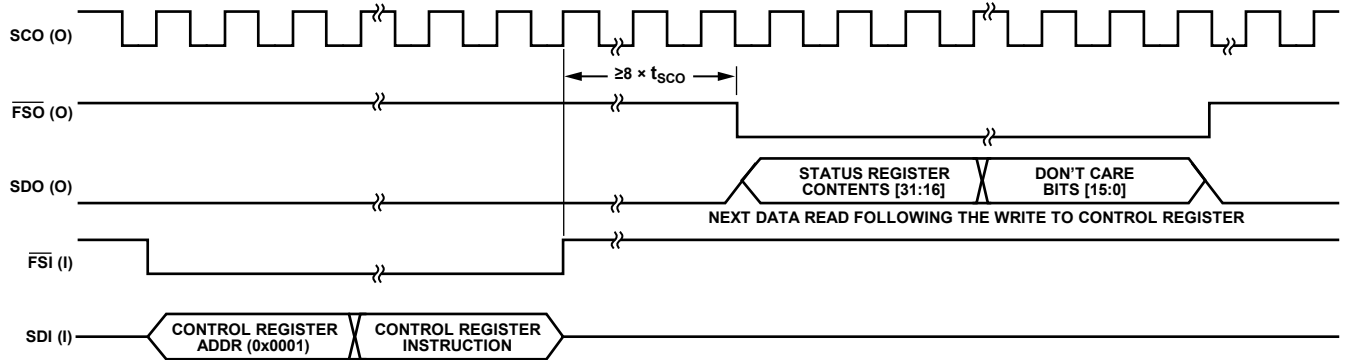 SCO (O)
≥8 × tSCO
FSO (O)
SDO (O)
STATUS REGISTER
CONTENTS [31:16]
DON'T CARE
BITS [15:0]
NEXT DATA READ FOLLOWING THE WRITE TO CONTROL REGISTER
FSI (I)
SDI (I)
CONTROL REGISTER
ADDR (0x0001)
CONTROL REGISTER
INSTRUCTION